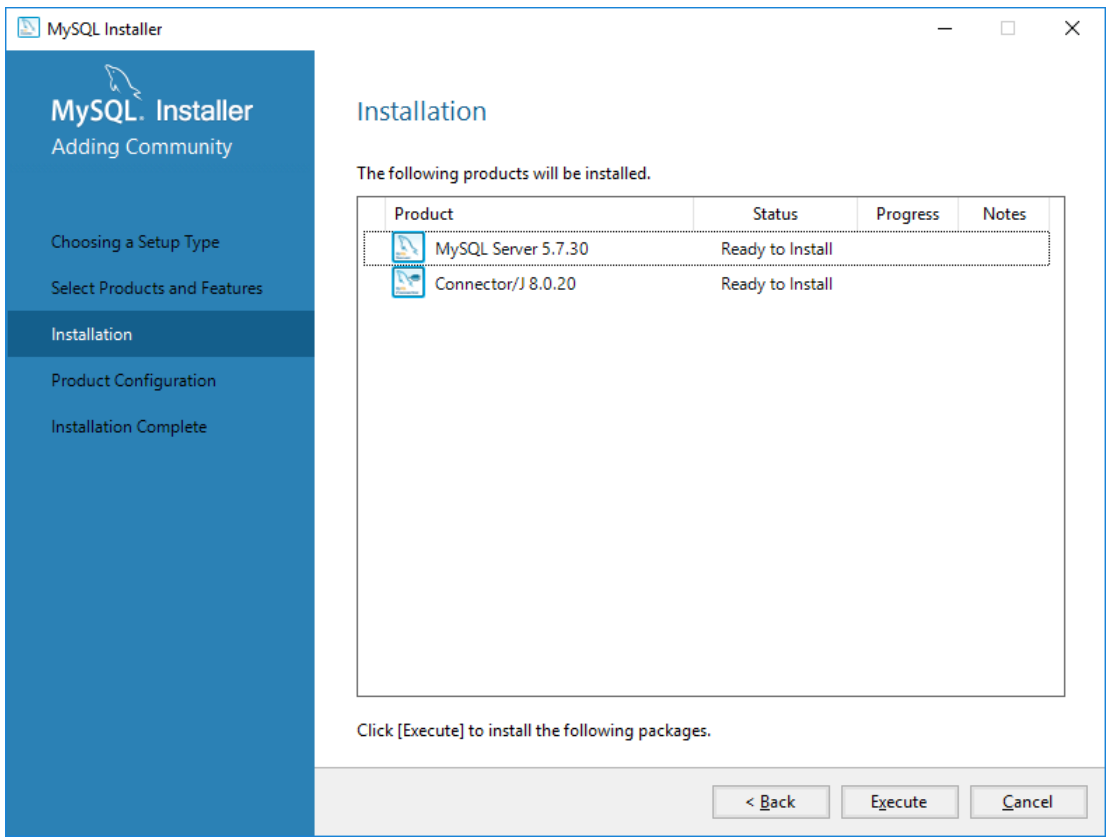 MySQL Installer
MySQL. Installer
Adding Community
Choosing a Setup Type
Select Products and Features
Installation
Product Configuration
Installation Complete
Installation
The following products will be installed.
Product Status Progress Notes
MySQL Server 5.7.30 Ready to Install
Connector/J 8.0.20 Ready to Install
Click [Execute] to install the following packages.
< Back Execute Cancel